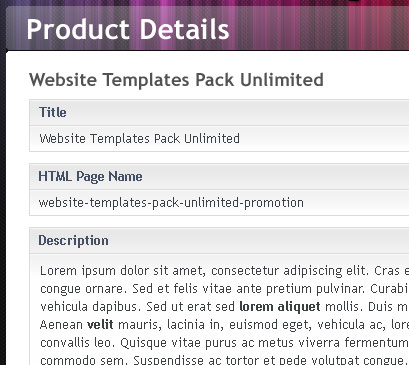 Product Details
Website Templates Pack Unlimited
Title
Website Templates Pack Unlimited
HTML Page Name
website-templates-pack-unlimited-promotion
Description
Lorem ipsum dolor sit amet, consectetur adipiscing elit. Cras e
congue ornare. Sed et felis vitae ante pretium pulvinar. Curabi
vehicula dapibus. Sed ut erat sed lorem aliquet mollis. Duis m
Aenean velit mauris, lacinia in, euismod eget, vehicula ac, lore
convallis leo. Quisque vitae purus ac metus viverra fermentum
commodo sem. Suspendisse ac tortor et pede volutpat congue.